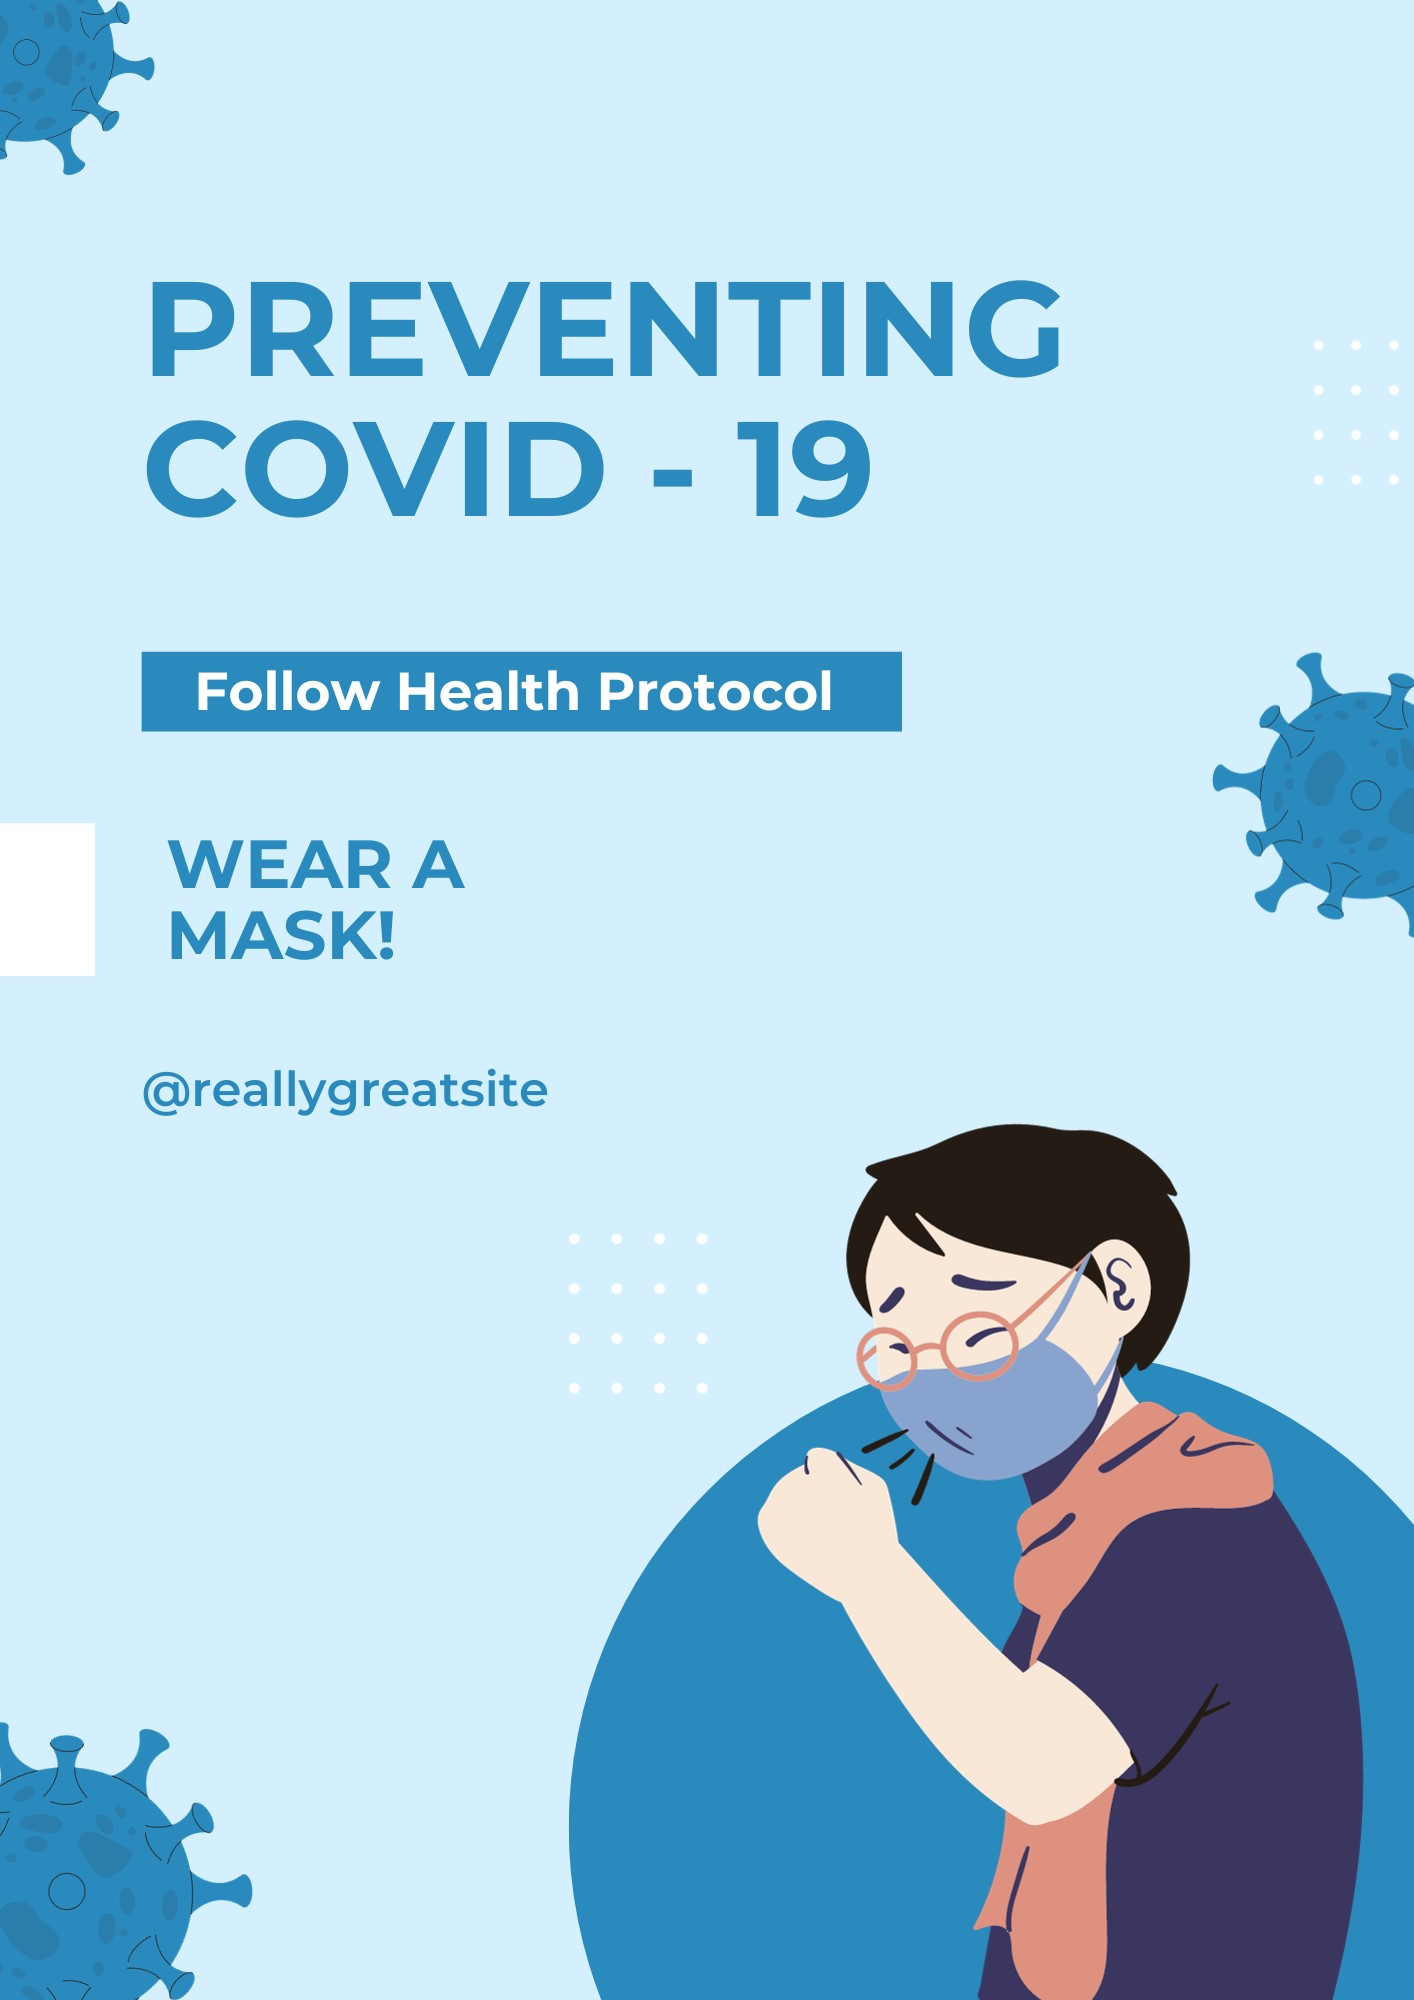 PREVENTING
COVID - 19
Follow Health Protocol
WEAR A
MASK!
@reallygreatsite